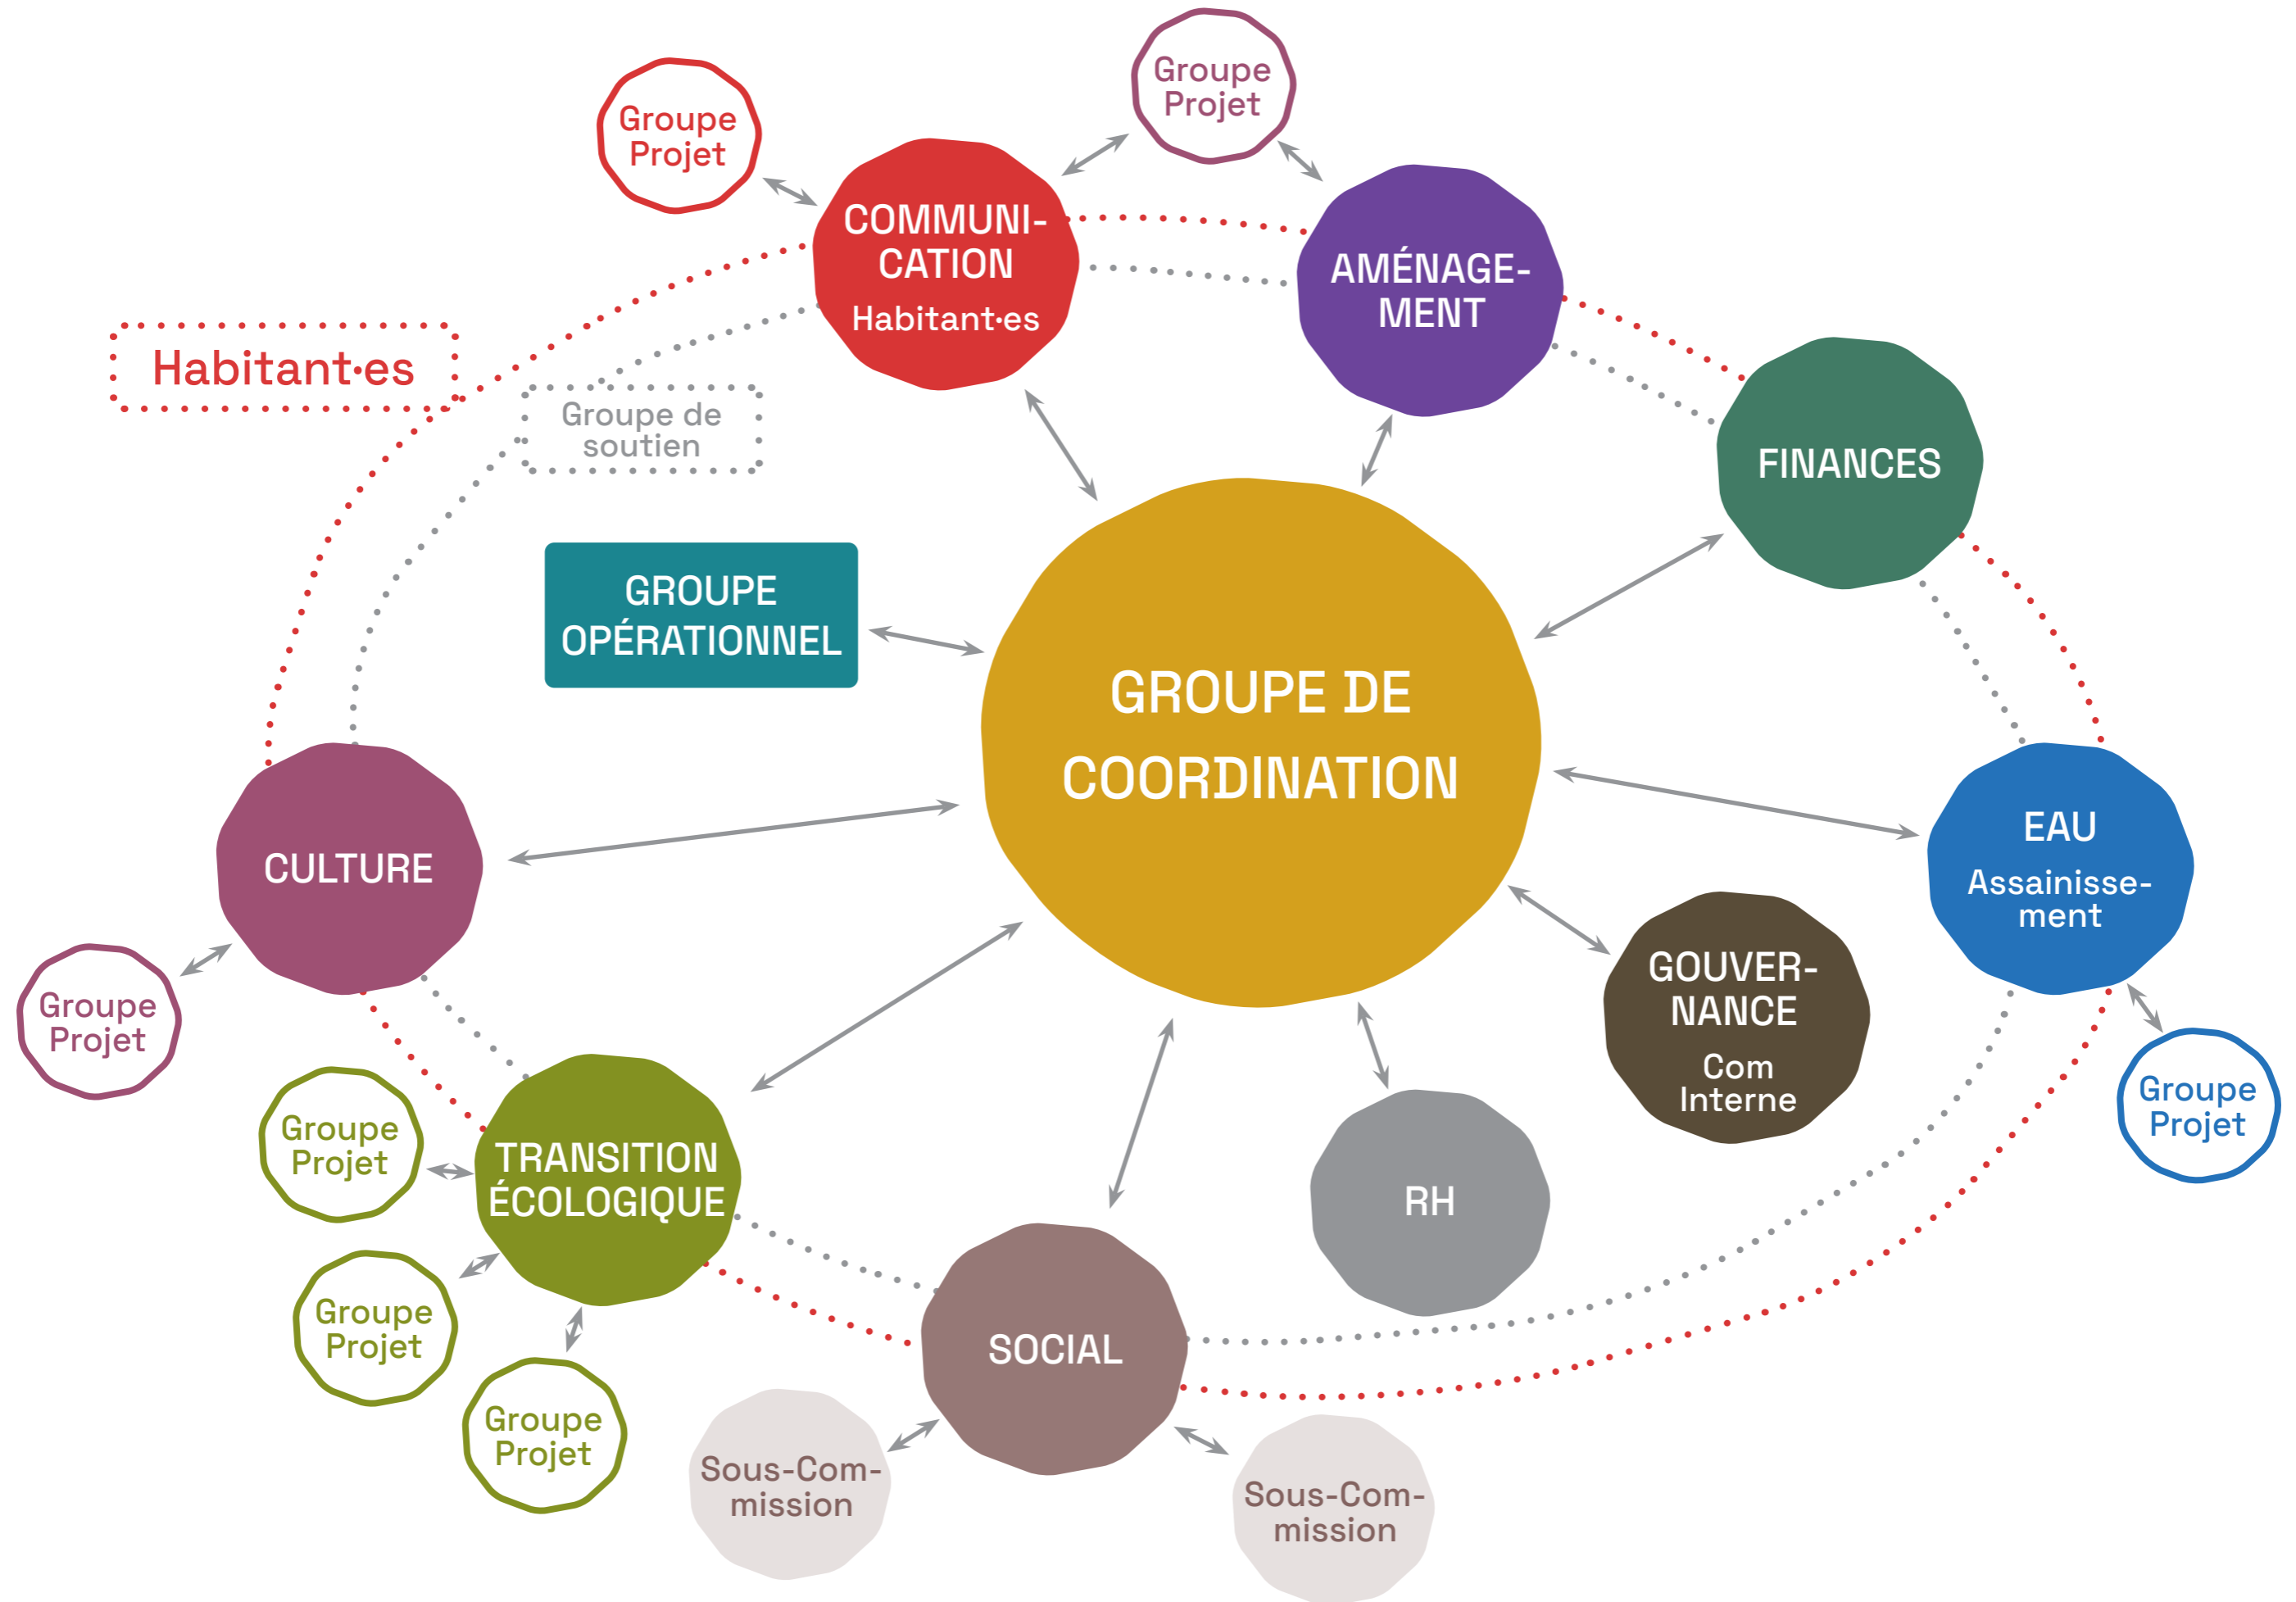 Groupe
Projet
Groupe
Projet
COMMUNI-
CATION
Habitant·es
AMÉNAGE-
MENT
Habitant·es
Groupe de
soutien
FINANCES
GROUPE
OPÉRATIONNEL
GROUPE DE
COORDINATION
CULTURE
EAU
Assainisse-
ment
GOUVER-
NANCE
Com
Interne
Groupe
Projet
Groupe
Projet
Groupe
Projet
TRANSITION
ÉCOLOGIQUE
RH
Groupe
Projet
SOCIAL
Groupe
Projet
Sous-Com-
mission
Sous-Com-
mission